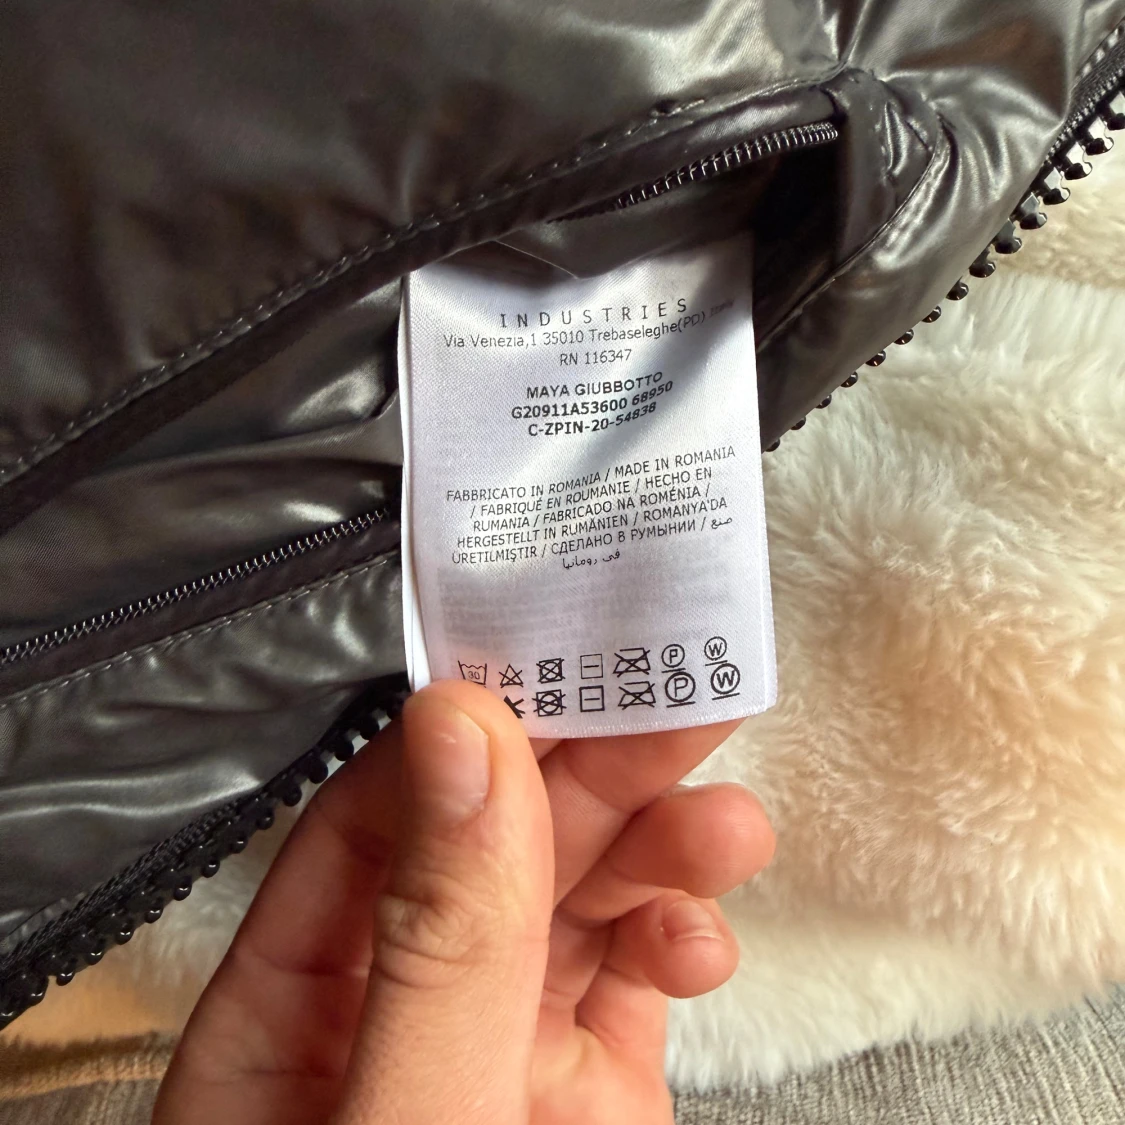 INDUSTRIES
Via Venezia,1 35010 Trebaseleghe(PD) Italy
RN 116347
MAYA GIUBBOTTO
G20911A53600 68950
C-ZPIN-20-54838
FABBRICATO IN ROMANIA / MADE IN ROMANIA
/ FABRIQUÉ EN ROUMANIE / HECHO EN
RUMANIA / FABRICADO NA ROMÉNIA /
HERGESTELLT IN RUMÄNIEN / ROMANYA'DA
ÜRETILMIŞTIR / СДЕЛАНО В РУМЫНИИ / صنع
في رومانيا
30 P W
P W